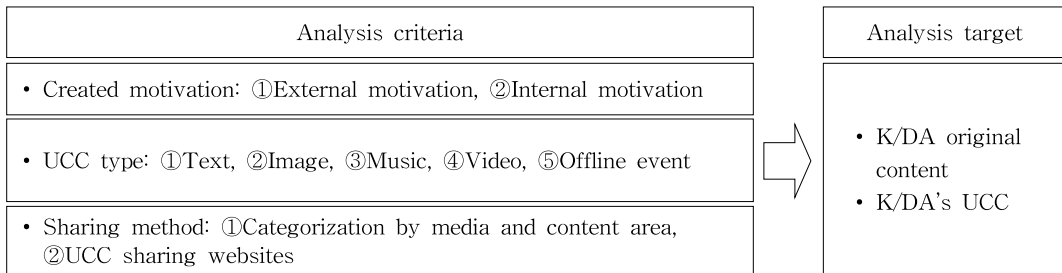 Analysis criteria
• Created motivation: ①External motivation, ②Internal motivation
• UCC type: ①Text, ②Image, ③Music, ④Video, ⑤Offline event
• Sharing method: ①Categorization by media and content area,
②UCC sharing websites
Analysis target
• K/DA original
content
• K/DA's UCC